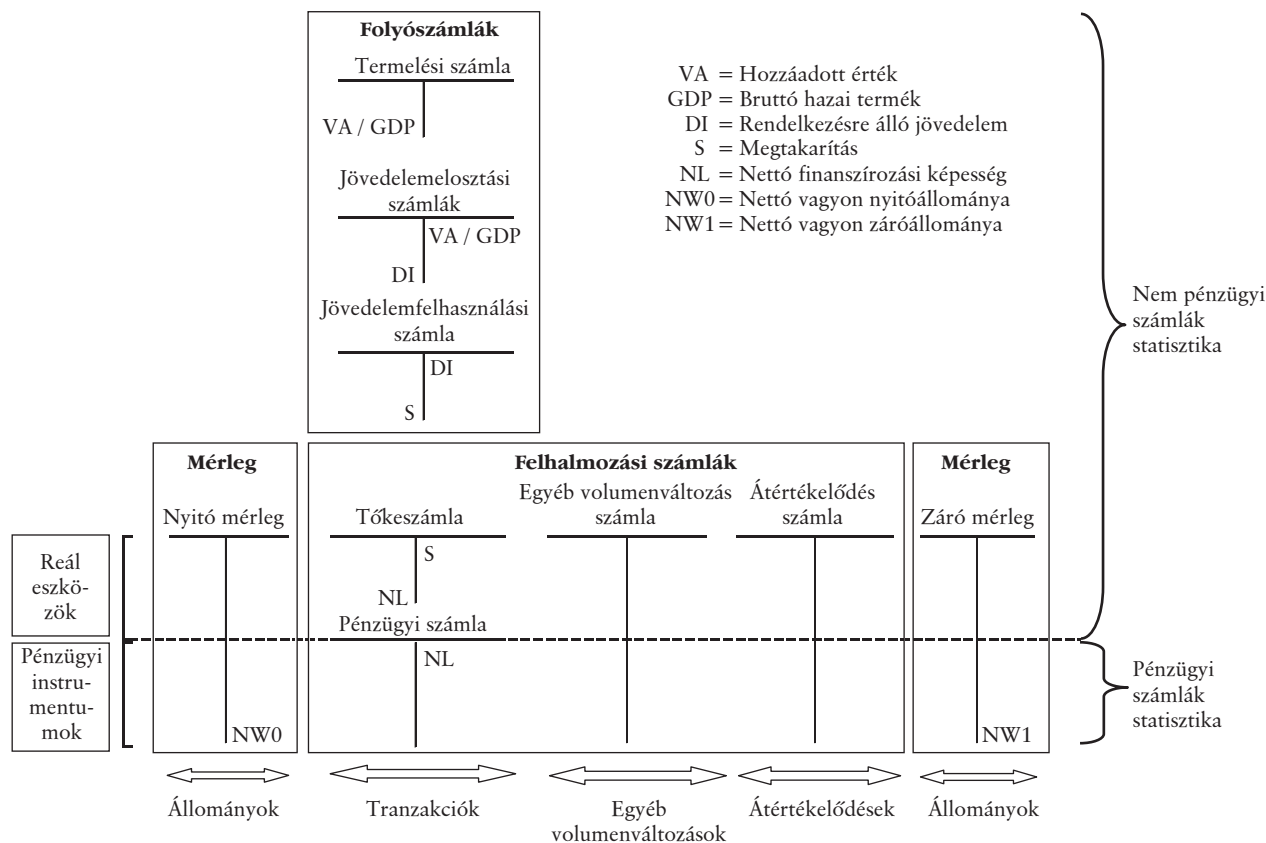 Folyószámlák
Termelési számla
VA / GDP
Jövedelemelosztási
számlák
VA / GDP
DI
Jövedelemfelhasználási
számla
DI
S
VA = Hozzáadott érték
GDP = Bruttó hazai termék
DI = Rendelkezésre álló jövedelem
S = Megtakarítás
NL = Nettó finanszírozási képesség
NW0 = Nettó vagyon nyitóállománya
NW1 = Nettó vagyon záróállománya
Nem pénzügyi
számlák
statisztika
Mérleg
Nyitó mérleg
NW0
Felhalmozási számlák
Tőkeszámla
S
NL
Pénzügyi számla
NL
Egyéb volumenváltozás
számla
Átértékelődés
számla
Mérleg
Záró mérleg
NW1
Reál
eszkö-
zök
Pénzügyi
instru-
mentu-
mok
Pénzügyi
számlák
statisztika
Állományok
Tranzakciók
Egyéb
volumenváltozások
Átértékelődések
Állományok